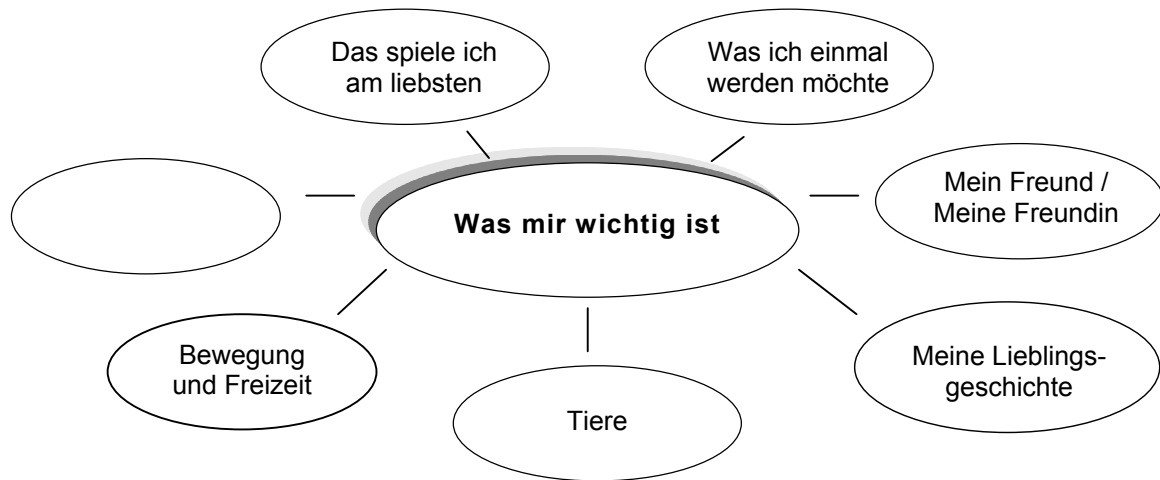 Das spiele ich
am liebsten
Was ich einmal
werden möchte
Mein Freund /
Meine Freundin
Was mir wichtig ist
Bewegung
und Freizeit
Meine Lieblings-
geschichte
Tiere